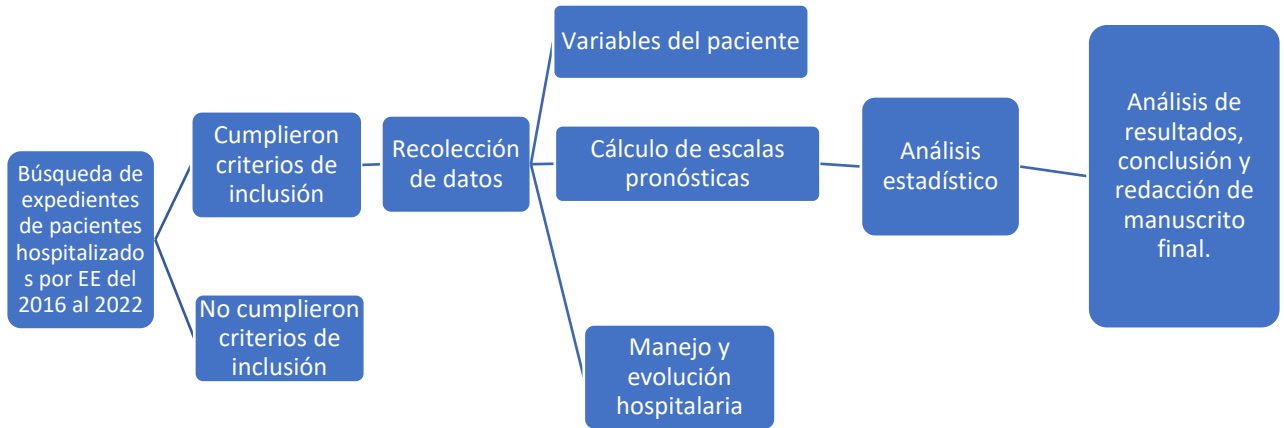 Búsqueda de
expedientes
de pacientes
hospitalizado
s por EE del
2016 al 2022
Cumplieron
criterios de
inclusión
No cumplieron
criterios de
inclusión
Recolección
de datos
Variables del paciente
Cálculo de escalas
pronósticas
Manejo y
evolución
hospitalaria
Análisis
estadístico
Análisis de
resultados,
conclusión y
redacción de
manuscrito
final.